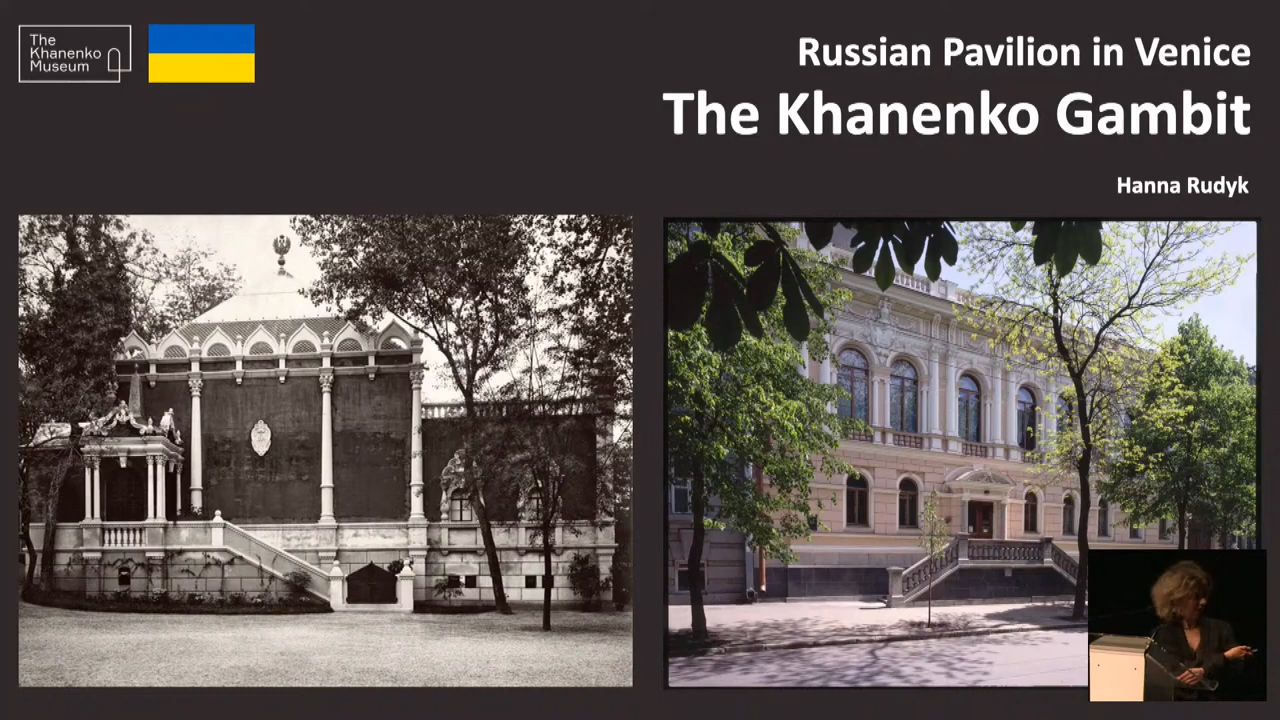 The
Khanenko
Museum
Russian Pavilion in Venice
The Khanenko Gambit
Hanna Rudyk